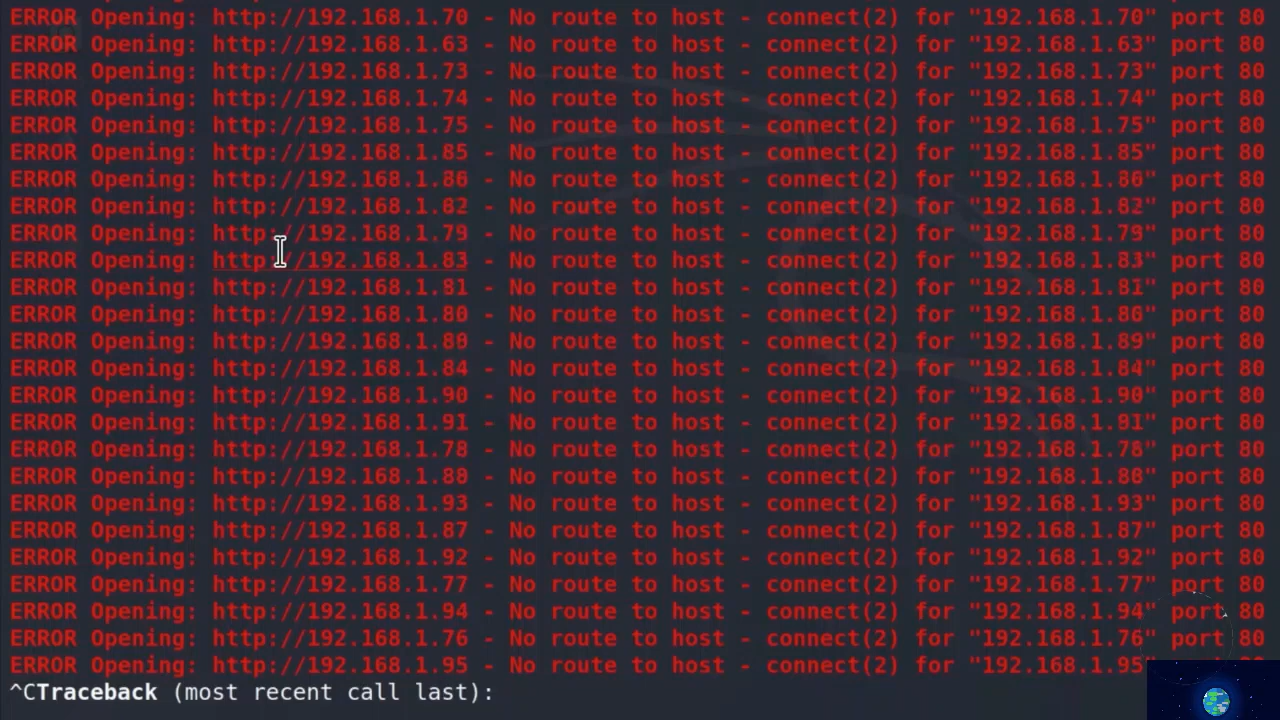 ERROR Opening: http://192.168.1.70 - No route to host - connect(2) for "192.168.1.70" port 80
ERROR Opening: http://192.168.1.63 - No route to host - connect(2) for "192.168.1.63" port 80
ERROR Opening: http://192.168.1.73 - No route to host - connect(2) for "192.168.1.73" port 80
ERROR Opening: http://192.168.1.74 - No route to host - connect(2) for "192.168.1.74" port 80
ERROR Opening: http://192.168.1.75 - No route to host - connect(2) for "192.168.1.75" port 80
ERROR Opening: http://192.168.1.85 - No route to host - connect(2) for "192.168.1.85" port 80
ERROR Opening: http://192.168.1.86 - No route to host - connect(2) for "192.168.1.86" port 80
ERROR Opening: http://192.168.1.82 - No route to host - connect(2) for "192.168.1.82" port 80
ERROR Opening: http://192.168.1.79 - No route to host - connect(2) for "192.168.1.79" port 80
ERROR Opening: http://192.168.1.83 - No route to host - connect(2) for "192.168.1.83" port 80
ERROR Opening: http://192.168.1.81 - No route to host - connect(2) for "192.168.1.81" port 80
ERROR Opening: http://192.168.1.80 - No route to host - connect(2) for "192.168.1.80" port 80
ERROR Opening: http://192.168.1.89 - No route to host - connect(2) for "192.168.1.89" port 80
ERROR Opening: http://192.168.1.84 - No route to host - connect(2) for "192.168.1.84" port 80
ERROR Opening: http://192.168.1.90 - No route to host - connect(2) for "192.168.1.90" port 80
ERROR Opening: http://192.168.1.91 - No route to host - connect(2) for "192.168.1.91" port 80
ERROR Opening: http://192.168.1.78 - No route to host - connect(2) for "192.168.1.78" port 80
ERROR Opening: http://192.168.1.88 - No route to host - connect(2) for "192.168.1.88" port 80
ERROR Opening: http://192.168.1.93 - No route to host - connect(2) for "192.168.1.93" port 80
ERROR Opening: http://192.168.1.87 - No route to host - connect(2) for "192.168.1.87" port 80
ERROR Opening: http://192.168.1.92 - No route to host - connect(2) for "192.168.1.92" port 80
ERROR Opening: http://192.168.1.77 - No route to host - connect(2) for "192.168.1.77" port 80
ERROR Opening: http://192.168.1.94 - No route to host - connect(2) for "192.168.1.94" port 80
ERROR Opening: http://192.168.1.76 - No route to host - connect(2) for "192.168.1.76" port 80
ERROR Opening: http://192.168.1.95 - No route to host - connect(2) for "192.168.1.95" port 80
^CTraceback (most recent call last):